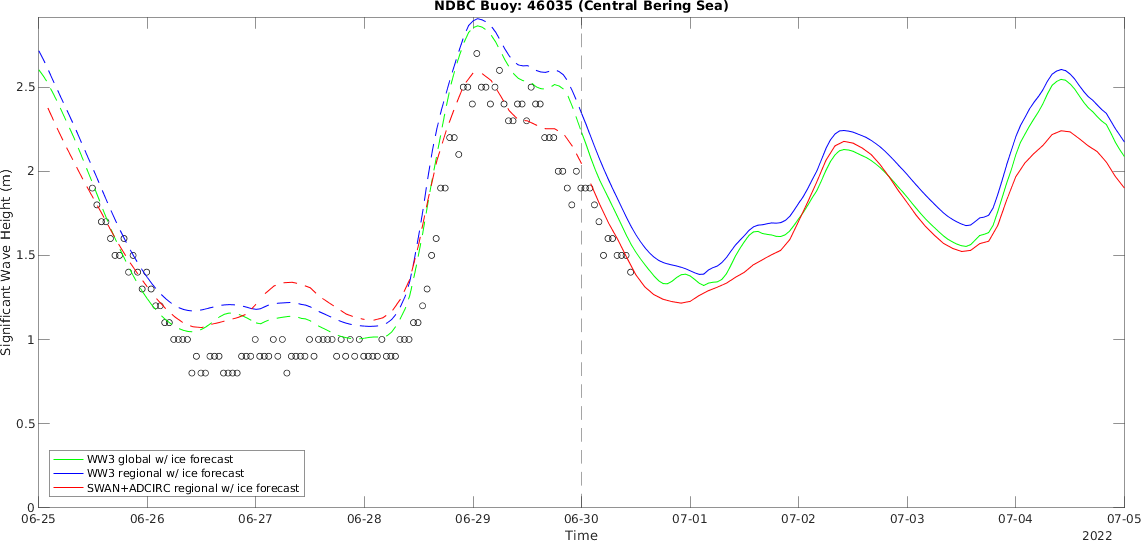 NDBC Buoy: 46035 (Central Bering Sea)
Significant Wave Height (m)
2.5
2
1.5
1
0.5
0
WW3 global w/ ice forecast
WW3 regional w/ ice forecast
SWAN+ADCIRC regional w/ ice forecast
06-25 06-26 06-27 06-28 06-29 06-30 07-01 07-02 07-03 07-04 07-05
Time
2022